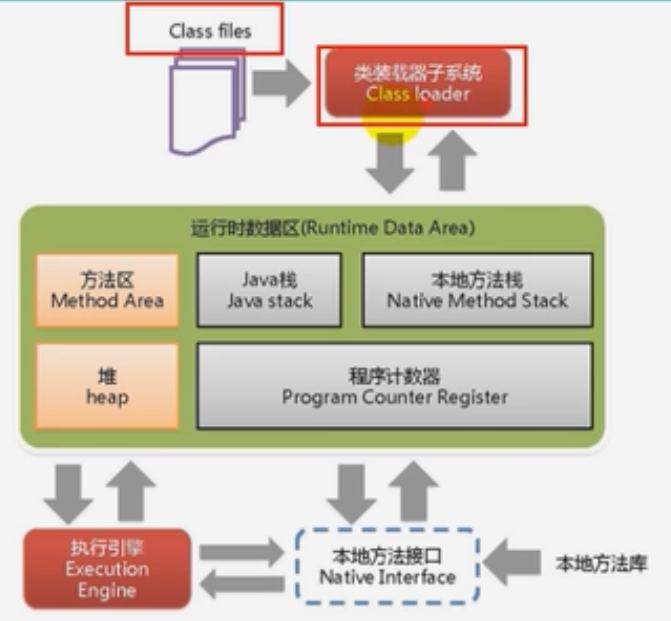 Class files
类装载器子系统
Class loader
运行时数据区(Runtime Data Area)
方法区
Method Area
Java栈
Java stack
本地方法栈
Native Method Stack
堆
heap
程序计数器
Program Counter Register
执行引擎
Execution
Engine
本地方法接口
Native Interface
本地方法库